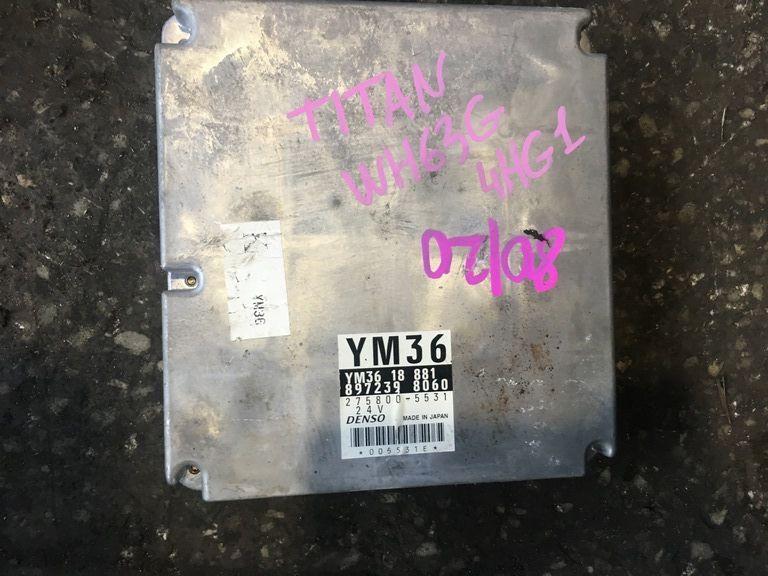 TITAN
WH63G
4HG1
02/08
YM36
YM36
YM36 18 881
897239 8060
275800-5531
24V
DENSO MADE IN JAPAN
*005531E*